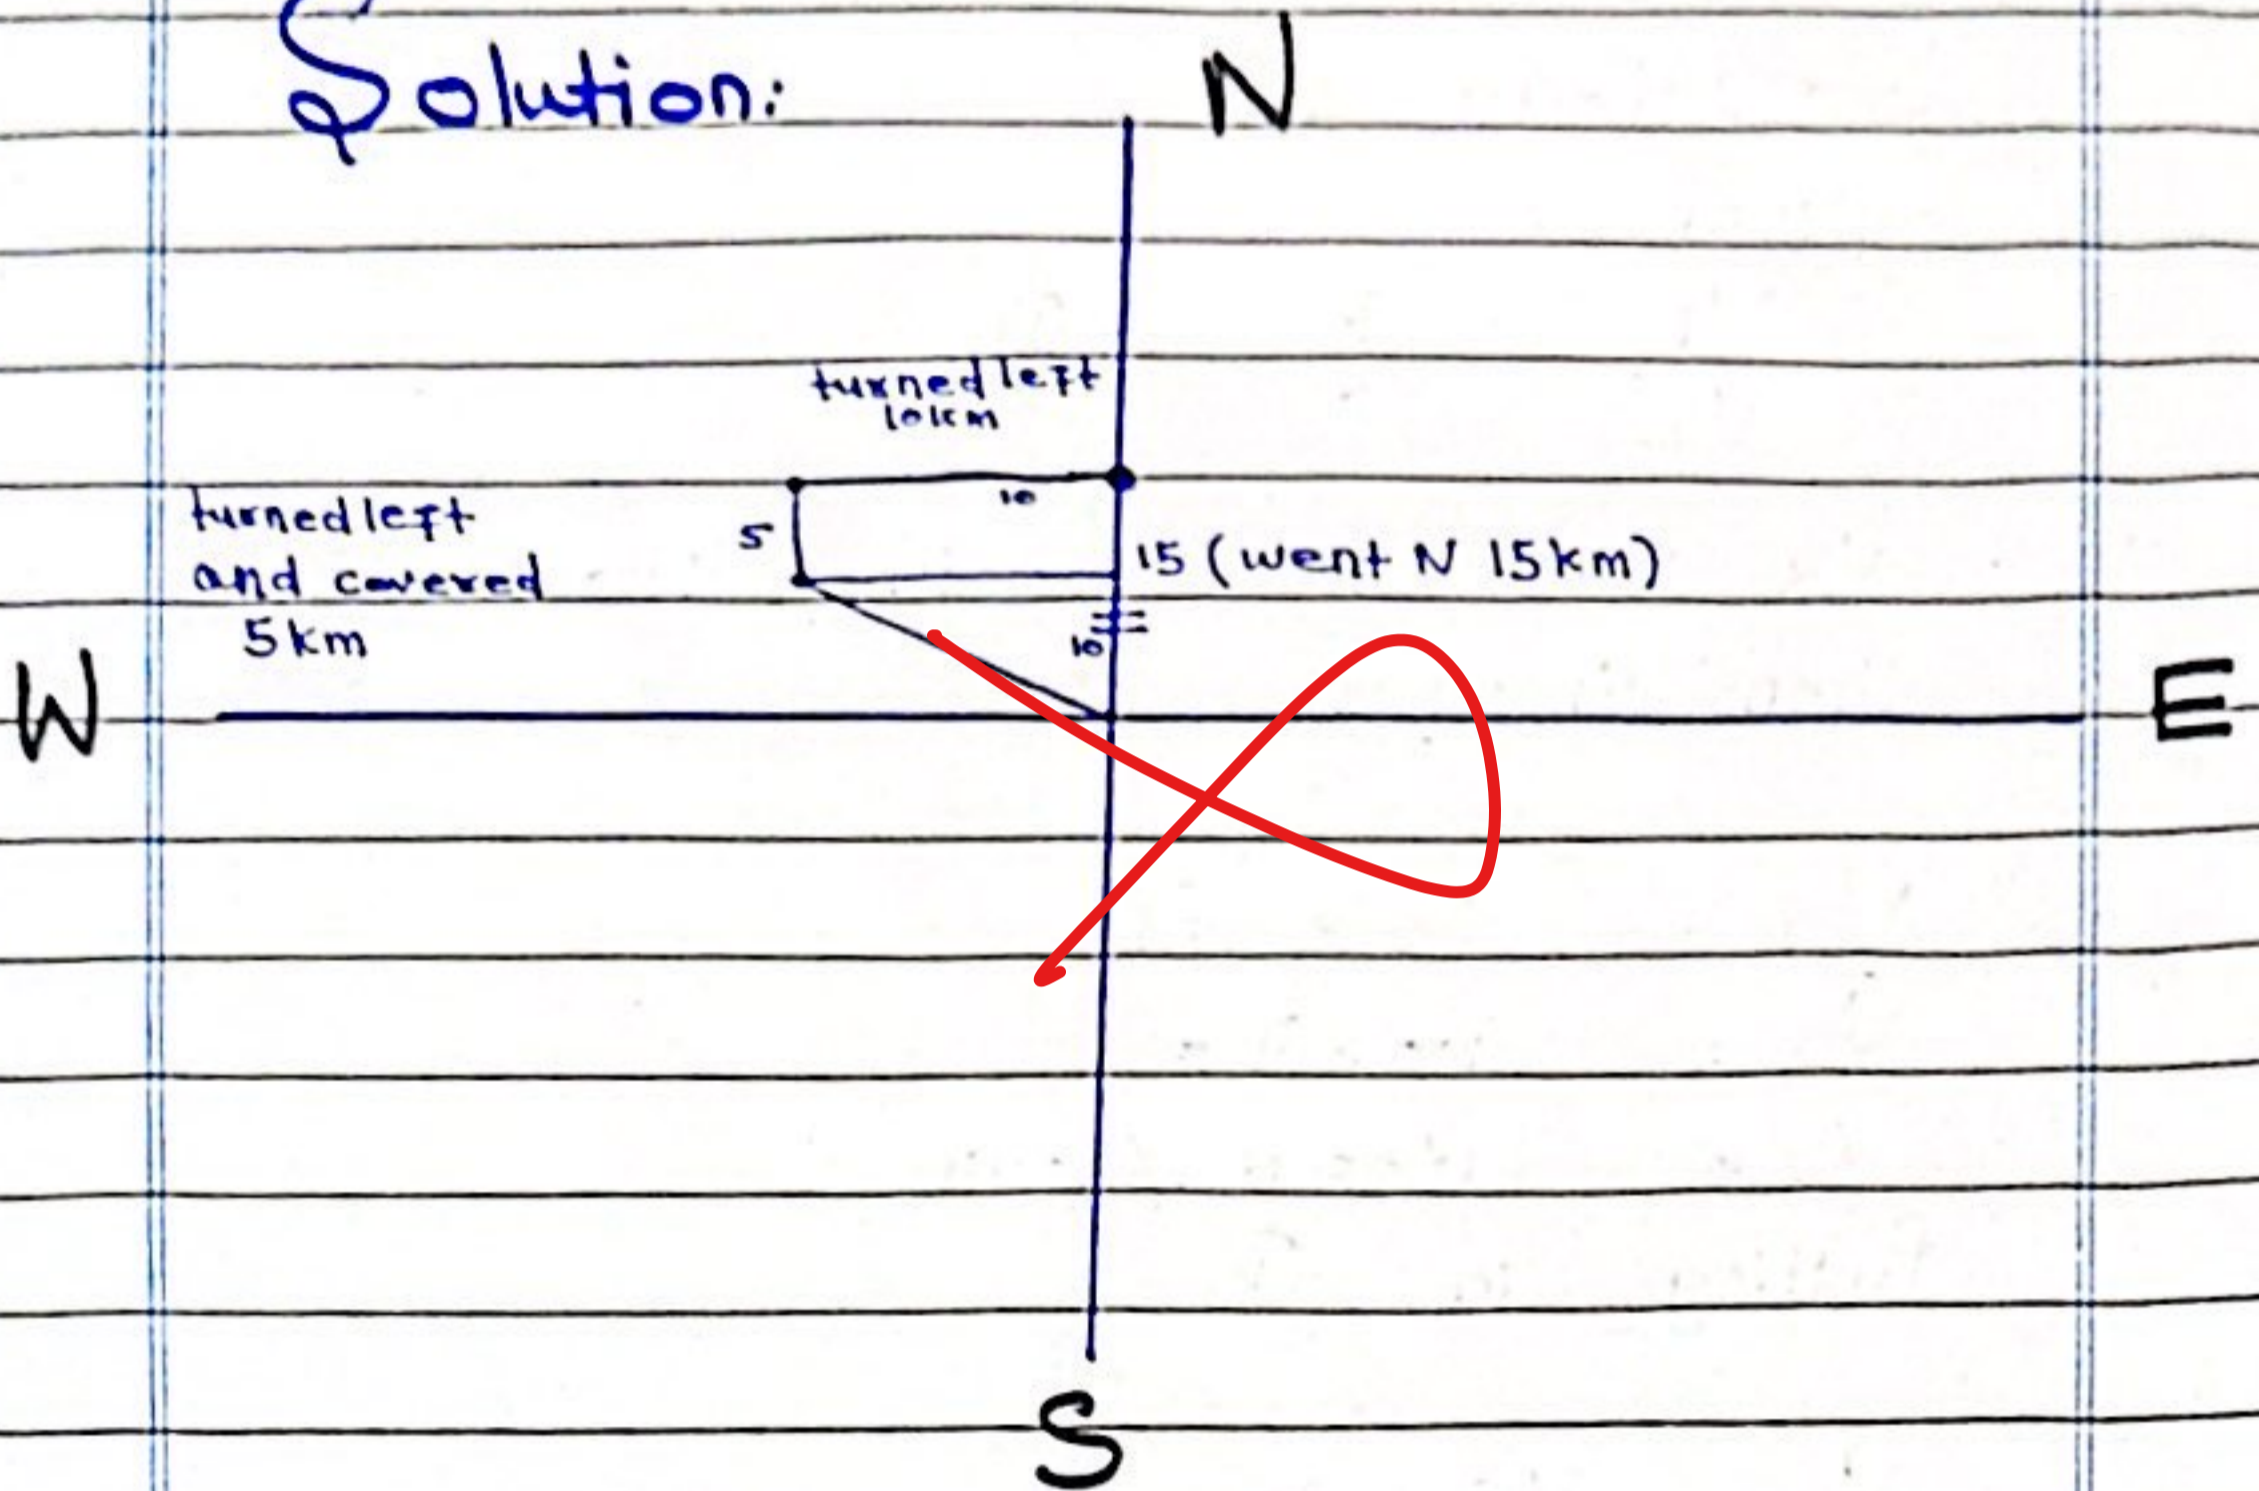 Solution:
N
turned left
10km
10
turned left
and covered
5km
5
15 (went N 15km)
10
W
E
S